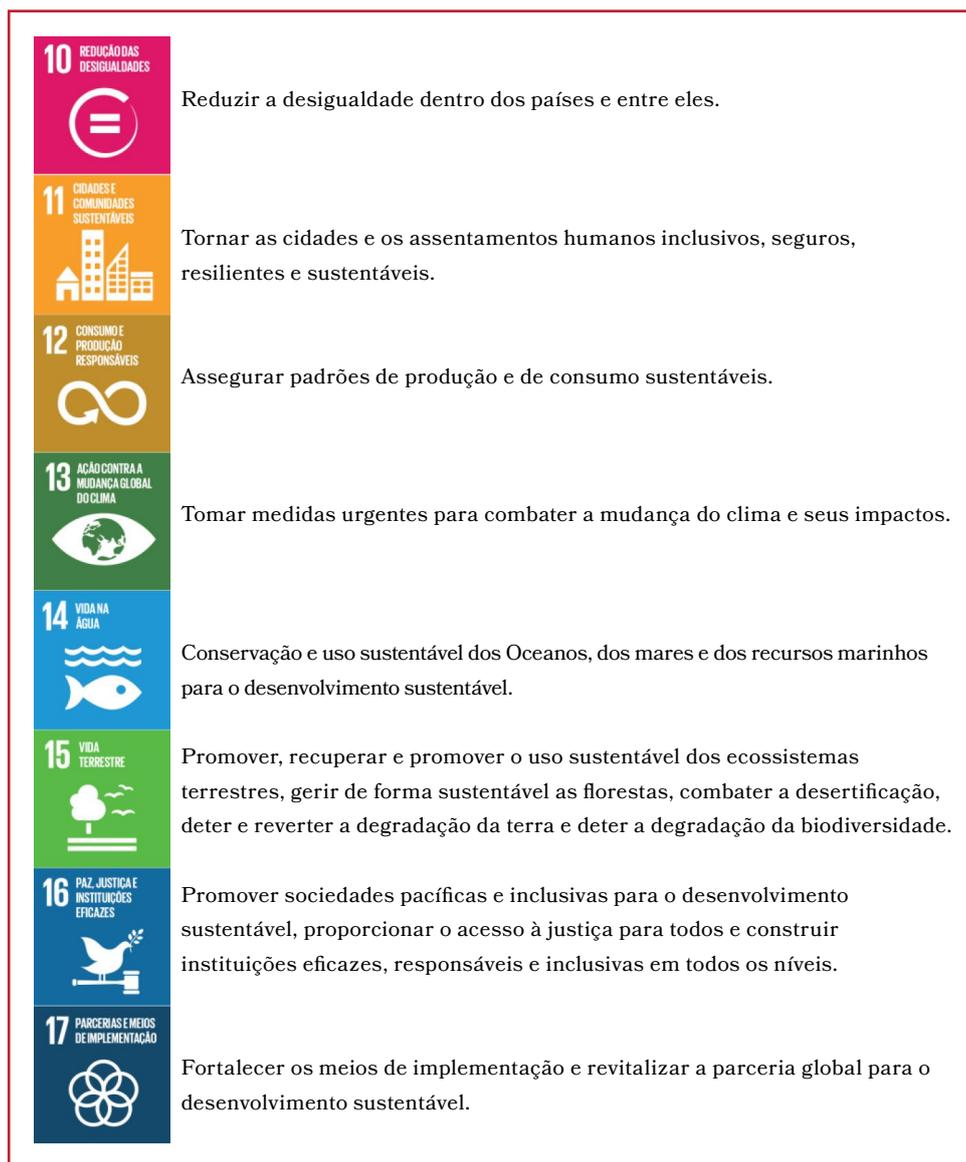 10 REDUÇÃO DAS
DESIGUALDADES
Reduzir a desigualdade dentro dos países e entre eles.
11 CIDADES E
COMUNIDADES
SUSTENTÁVEIS
Tornar as cidades e os assentamentos humanos inclusivos, seguros,
resilientes e sustentáveis.
12 CONSUMO E
PRODUÇÃO
RESPONSÁVEIS
Assegurar padrões de produção e de consumo sustentáveis.
13 AÇÃO CONTRA A
MUDANÇA GLOBAL
DO CLIMA
Tomar medidas urgentes para combater a mudança do clima e seus impactos.
14 VIDA NA
ÁGUA
Conservação e uso sustentável dos Oceanos, dos mares e dos recursos marinhos
para o desenvolvimento sustentável.
15 VIDA
TERRESTRE
Promover, recuperar e promover o uso sustentável dos ecossistemas
terrestres, gerir de forma sustentável as florestas, combater a desertificação,
deter e reverter a degradação da terra e deter a degradação da biodiversidade.
16 PAZ, JUSTIÇA E
INSTITUIÇÕES
EFICAZES
Promover sociedades pacíficas e inclusivas para o desenvolvimento
sustentável, proporcionar o acesso à justiça para todos e construir
instituições eficazes, responsáveis e inclusivas em todos os níveis.
17 PARCERIAS E MEIOS
DE IMPLEMENTAÇÃO
Fortalecer os meios de implementação e revitalizar a parceria global para o
desenvolvimento sustentável.